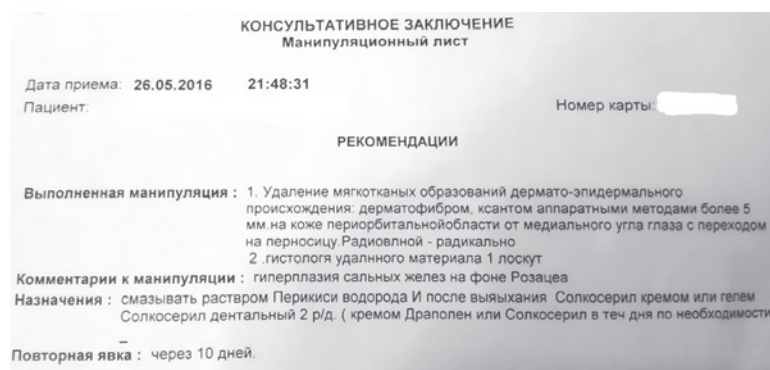 КОНСУЛЬТАТИВНОЕ ЗАКЛЮЧЕНИЕ
Манипуляционный лист
Дата приема: 26.05.2016 21:48:31
Пациент: Номер карты:
РЕКОМЕНДАЦИИ
Выполненная манипуляция : 1. Удаление мягкотканых образований дермато-эпидермального
происхождения: дерматофибром, ксантом аппаратными методами более 5
мм.на коже периорбитальнойобласти от медиального угла глаза с переходом
на перносицу.Радиовлной - радикально
2 .гистологя удалнного материала 1 лоскут
Комментарии к манипуляции : гиперплазия сальных желез на фоне Розацеа
Назначения : смазывать раствром Перикиси водорода И после выяыхания Солкосерил кремом или гелем
Солкосерил дентальный 2 р/д. ( кремом Драполен или Солкосерил в теч дня по необходимости
_
Повторная явка : через 10 дней.